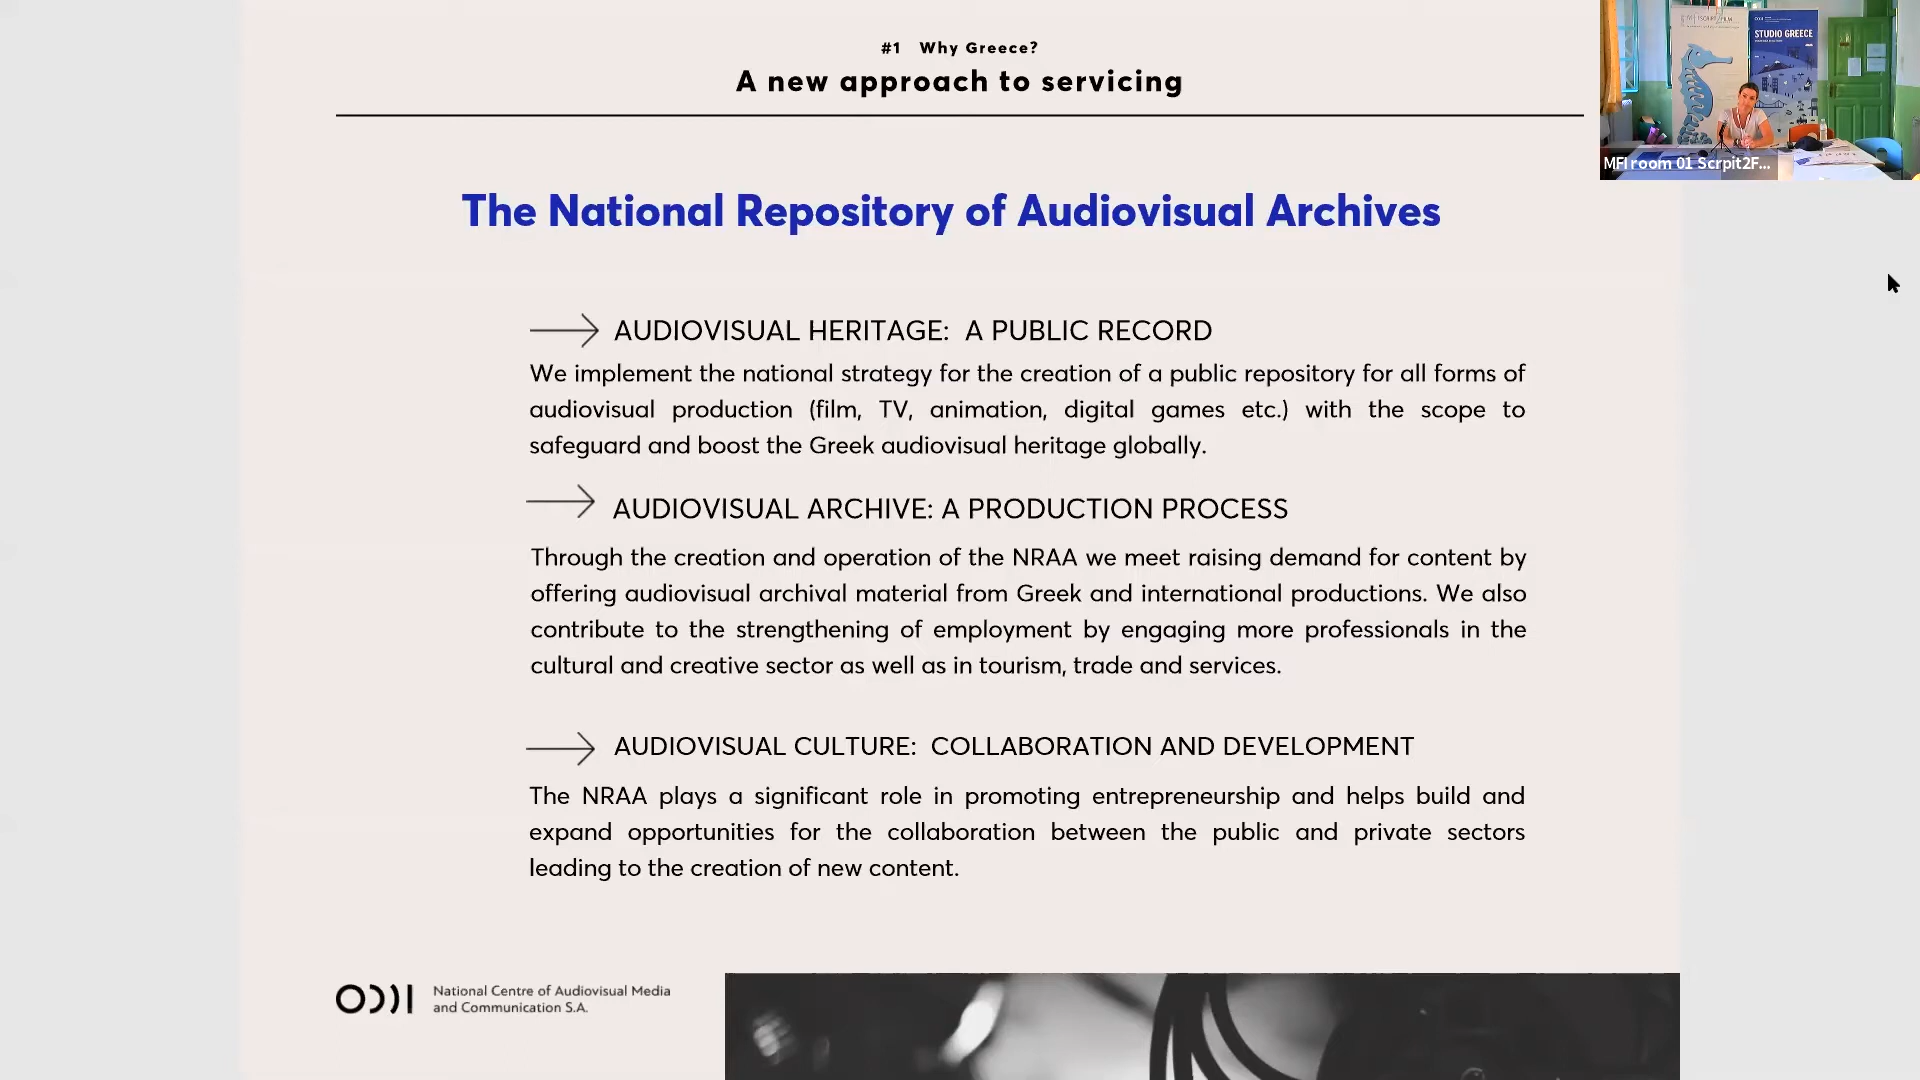 #1 Why Greece?
A new approach to servicing
STUDIO GREECE
MFI room 01 Scrpit2F...
The National Repository of Audiovisual Archives
AUDIOVISUAL HERITAGE: A PUBLIC RECORD
We implement the national strategy for the creation of a public repository for all forms of
audiovisual production (film, TV, animation, digital games etc.) with the scope to
safeguard and boost the Greek audiovisual heritage globally.
AUDIOVISUAL ARCHIVE: A PRODUCTION PROCESS
Through the creation and operation of the NRAA we meet raising demand for content by
offering audiovisual archival material from Greek and international productions. We also
contribute to the strengthening of employment by engaging more professionals in the
cultural and creative sector as well as in tourism, trade and services.
AUDIOVISUAL CULTURE: COLLABORATION AND DEVELOPMENT
The NRAA plays a significant role in promoting entrepreneurship and helps build and
expand opportunities for the collaboration between the public and private sectors
leading to the creation of new content.
National Centre of Audiovisual Media
and Communication S.A.